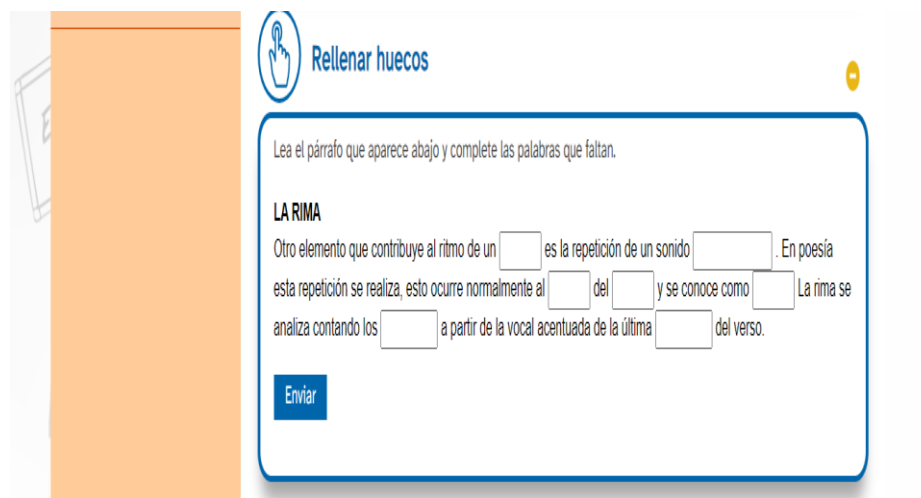 Rellenar huecos
Lea el párrafo que aparece abajo y complete las palabras que faltan.
LA RIMA
Otro elemento que contribuye al ritmo de un es la repetición de un sonido . En poesía
esta repetición se realiza, esto ocurre normalmente al del y se conoce como La rima se
analiza contando los a partir de la vocal acentuada de la última del verso.
Enviar